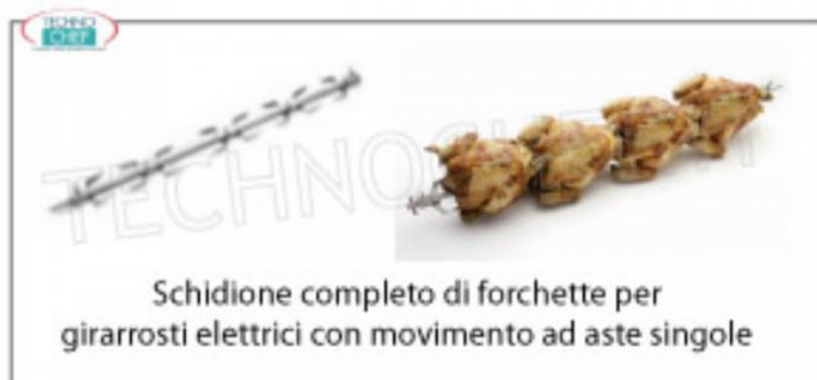 TECHNO
CHEF
TECHNOCHEF
Schidione completo di forchette per
girarrosti elettrici con movimento ad aste singole